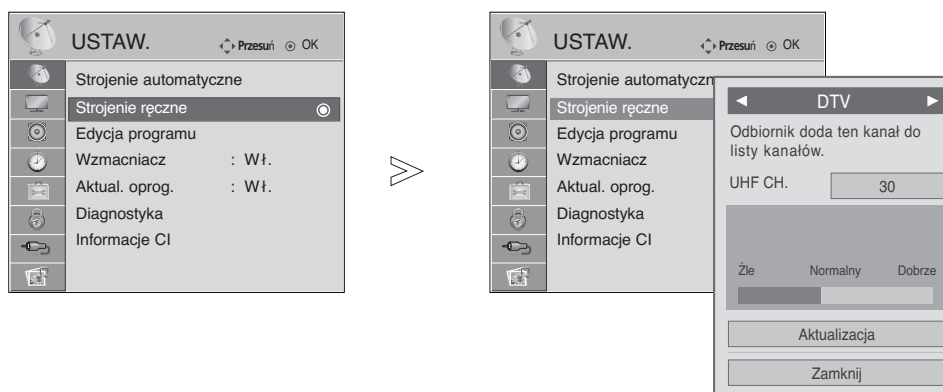 USTAW.
Przesuń OK
Strojenie automatyczne
Strojenie ręczne
Edycja programu
Wzmacniacz : Wł.
Aktual. oprog. : Wł.
Diagnostyka
Informacje CI
USTAW.
Przesuń OK
Strojenie automatyczn
Strojenie ręczne
Edycja programu
Wzmacniacz
Aktual. oprog.
Diagnostyka
Informacje CI
◄ DTV ►
Odbiornik doda ten kanał do
listy kanałów.
UHF CH. 30
Źle Normalny Dobrze
Aktualizacja
Zamknij